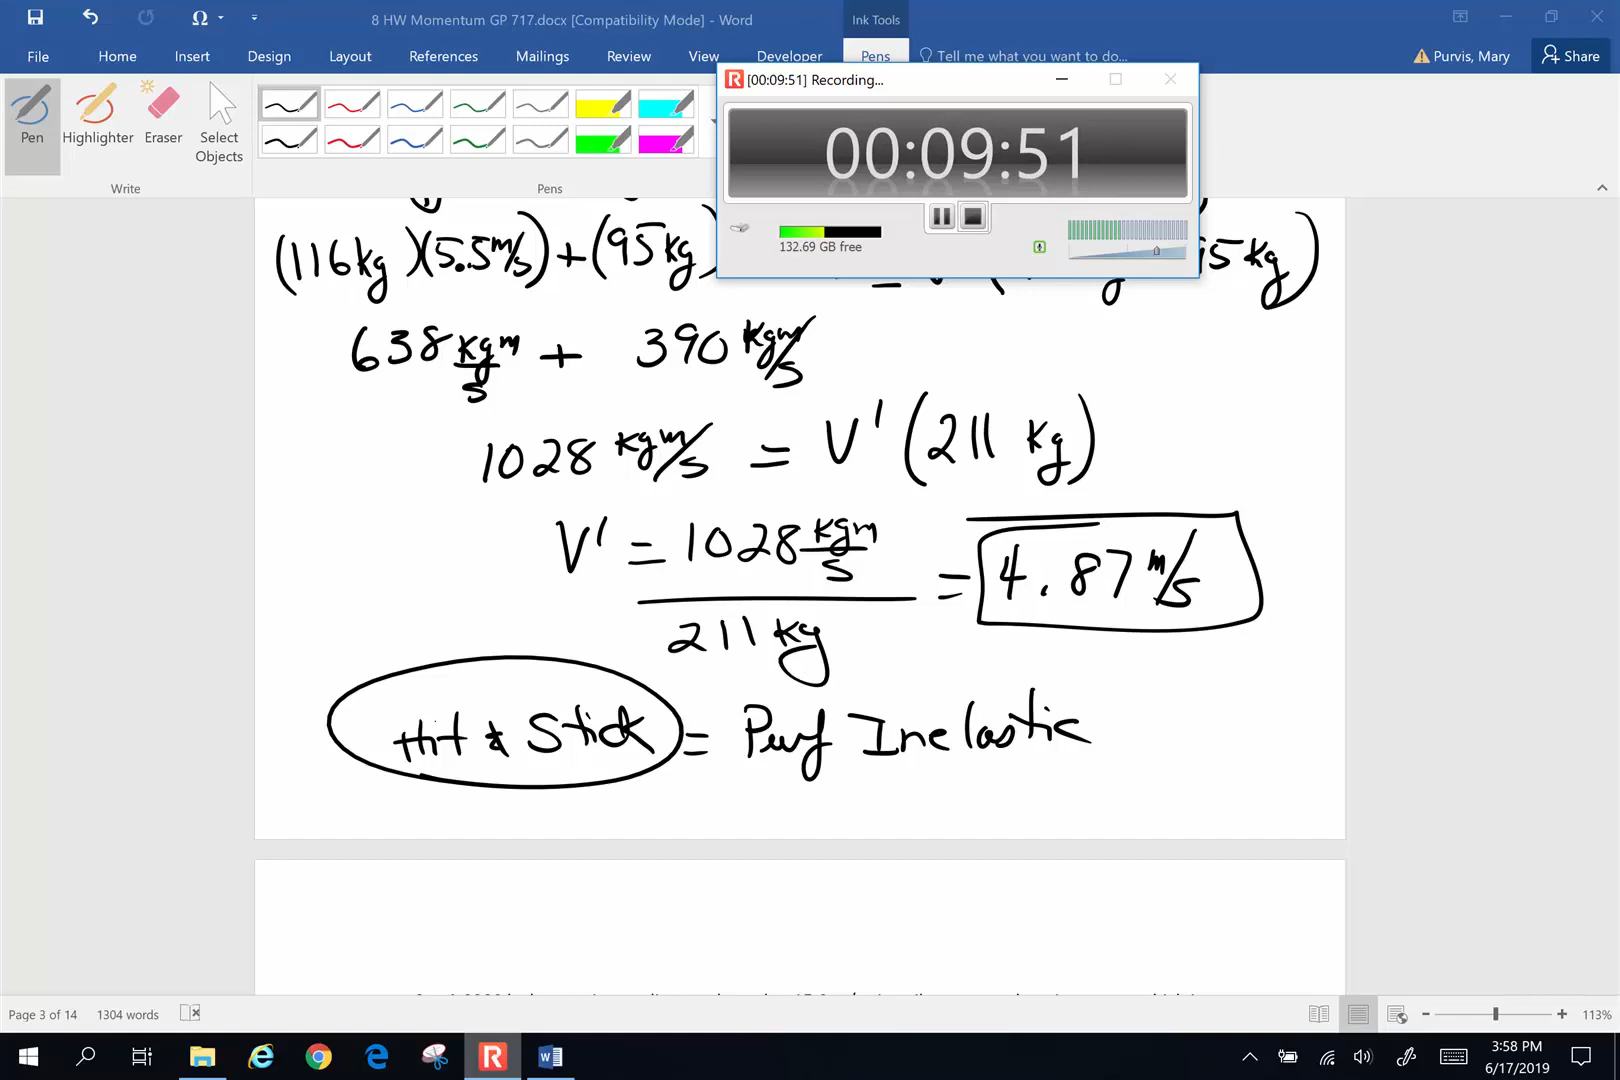 8 HW Momentum GP 717.docx [Compatibility Mode] - Word
Ink Tools
File Home Insert Design Layout References Mailings Review View Developer Pens Tell me what you want to do...
Purvis, Mary Share
[00:09:51] Recording...
00:09:51
132.69 GB free
Pen Highlighter Eraser Select Objects
Write
Pens
(116kg)(5.5m/s)+(95kg) = 5kg)
638 kgm/s + 390 kgm/s
1028 kgm/s = V' (211 kg)
V' = 1028 kgm/s / 211 kg = 4.87 m/s
Hit & Stick = Perf Inelastic
Page 3 of 14 1304 words
113%
3:58 PM
6/17/2019